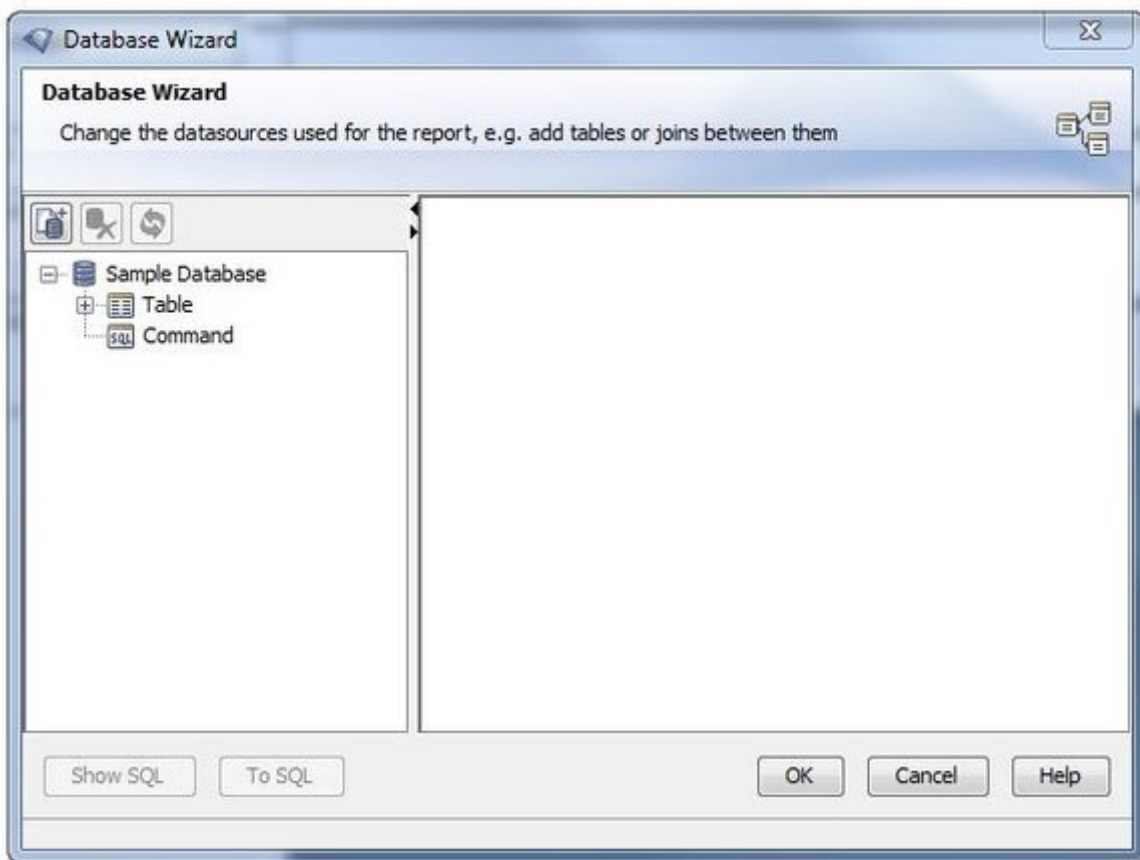 Database Wizard
Database Wizard
Change the datasources used for the report, e.g. add tables or joins between them
Sample Database
Table
SQL Command
Show SQL
To SQL
OK
Cancel
Help